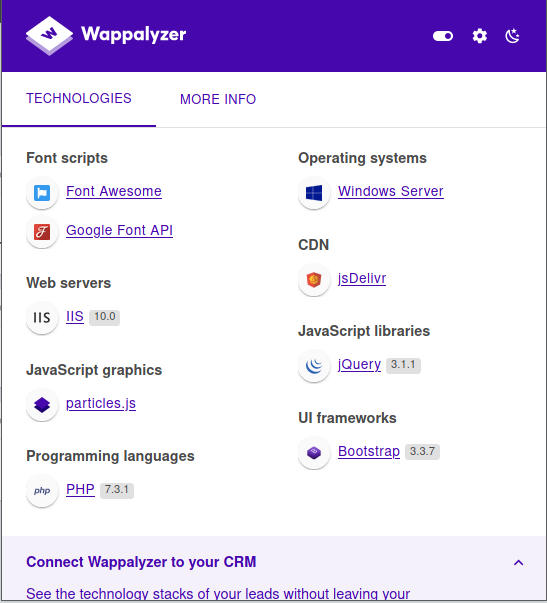 Wappalyzer
TECHNOLOGIES
MORE INFO
Font scripts
Font Awesome
Google Font API
Web servers
IIS
IIS 10.0
JavaScript graphics
particles.js
Programming languages
php
PHP 7.3.1
Operating systems
Windows Server
CDN
jsDelivr
JavaScript libraries
jQuery 3.1.1
UI frameworks
Bootstrap 3.3.7
Connect Wappalyzer to your CRM
See the technology stacks of your leads without leaving your